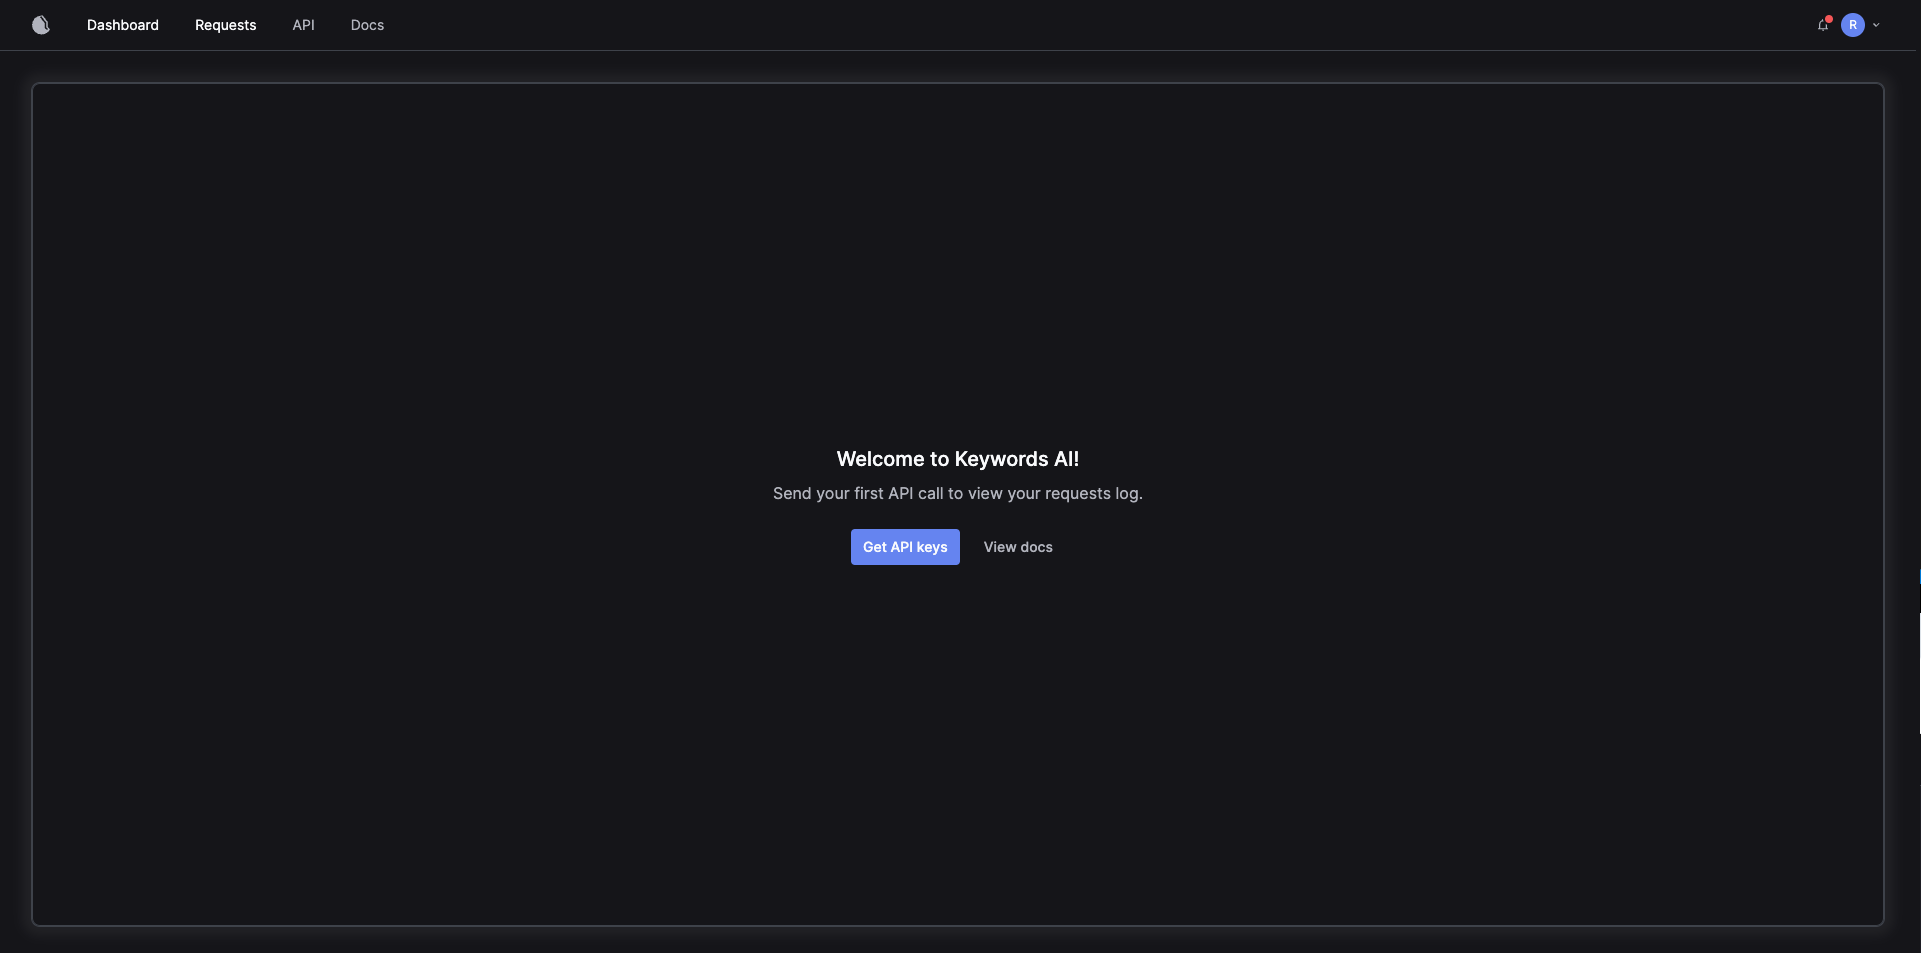 Dashboard Requests API Docs
R
Welcome to Keywords AI!
Send your first API call to view your requests log.
Get API keys View docs